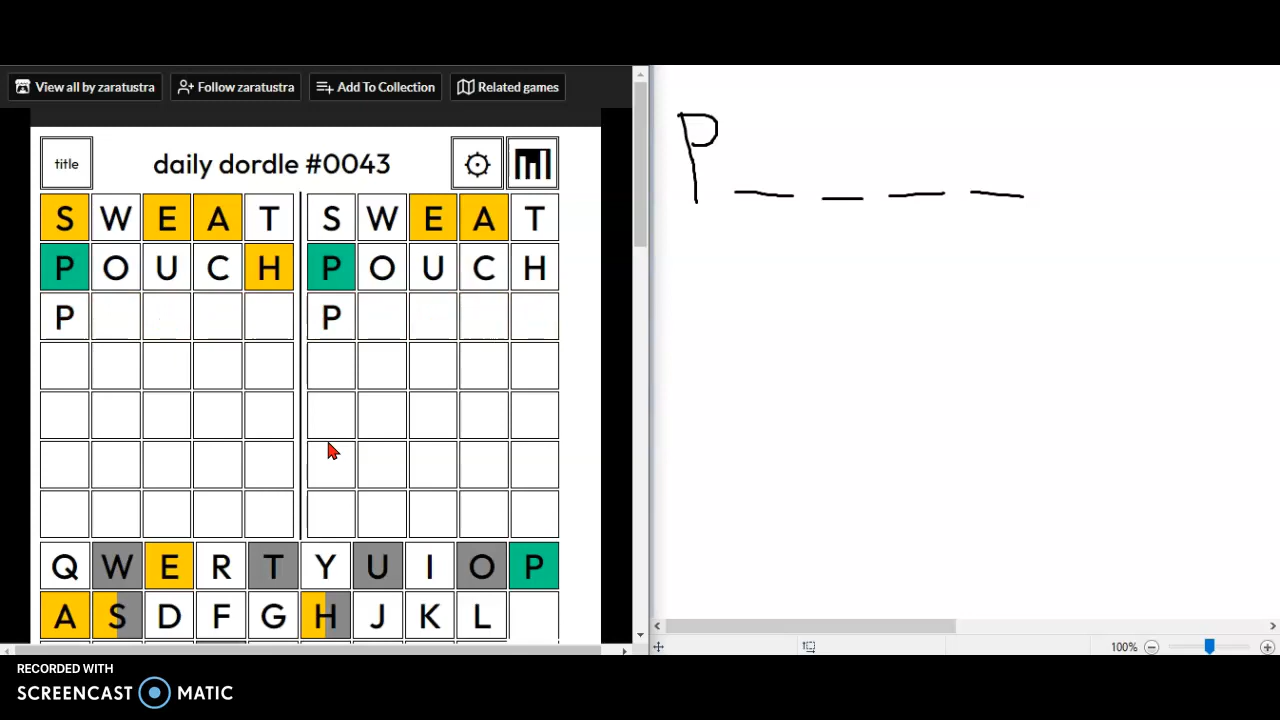 View all by zaratustra Follow zaratustra Add To Collection Related games
title daily dordle #0043
S W E A T S W E A T
P O U C H P O U C H
P P
P _ _ _ _
Q W E R T Y U I O P
A S D F G H J K L
100%
RECORDED WITH
SCREENCAST MATIC